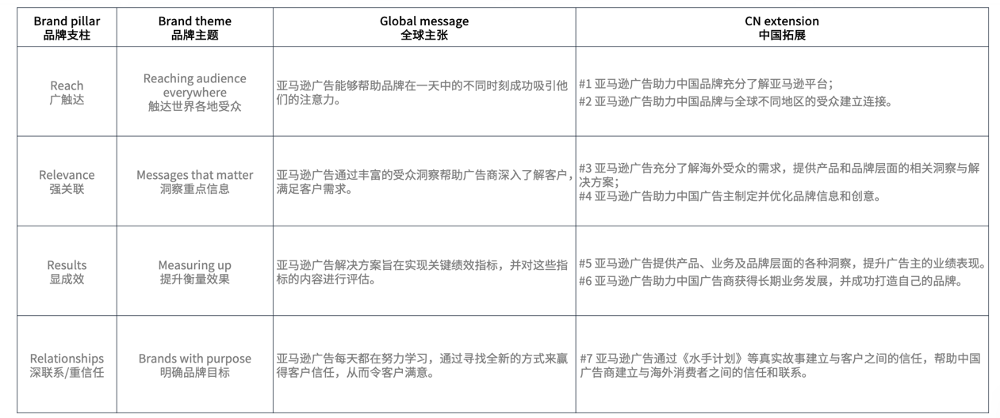 Brand pillar
品牌支柱
Brand theme
品牌主题
Global message
全球主张
CN extension
中国拓展
Reach
广触达
Reaching audience
everywhere
触达世界各地受众
亚马逊广告能够帮助品牌在一天中的不同时刻成功吸引他
们的注意力。
#1 亚马逊广告助力中国品牌充分了解亚马逊平台；
#2 亚马逊广告助力中国品牌与全球不同地区的受众建立连接。
Relevance
强关联
Messages that matter
洞察重点信息
亚马逊广告通过丰富的受众洞察帮助广告商深入了解客户，
满足客户需求。
#3 亚马逊广告充分了解海外受众的需求，提供产品和品牌层面的相关洞察与解
决方案；
#4 亚马逊广告助力中国广告主制定并优化品牌信息和创意。
Results
显成效
Measuring up
提升衡量效果
亚马逊广告解决方案旨在实现关键绩效指标，并对这些指
标的内容进行评估。
#5 亚马逊广告提供产品、业务及品牌层面的各种洞察，提升广告主的业绩表现。
#6 亚马逊广告助力中国广告商获得长期业务发展，并成功打造自己的品牌。
Relationships
深联系/重信任
Brands with purpose
明确品牌目标
亚马逊广告每天都在努力学习，通过寻找全新的方式来赢
得客户信任，从而令客户满意。
#7 亚马逊广告通过《水手计划》等真实故事建立与客户之间的信任，帮助中国
广告商建立与海外消费者之间的信任和联系。